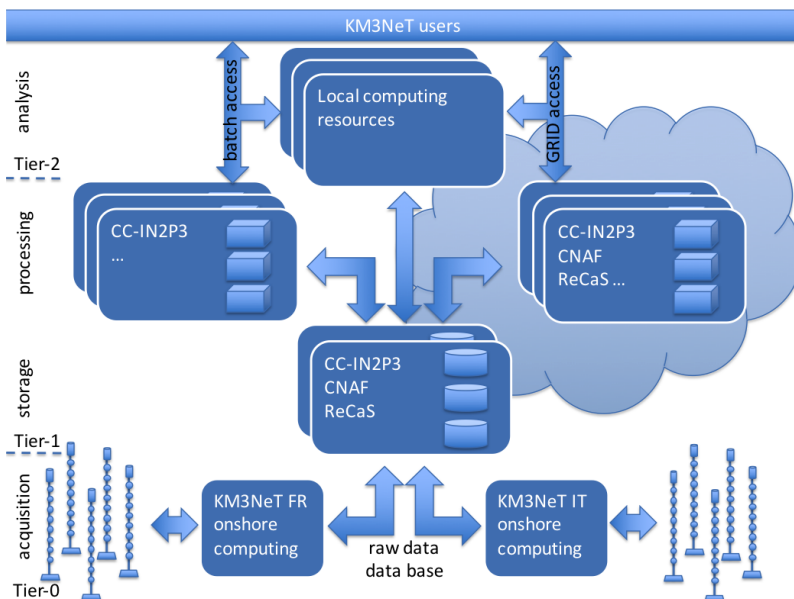 KM3NeT users
analysis
batch access
Local computing
resources
GRID access
Tier-2
processing
CC-IN2P3
...
CC-IN2P3
CNAF
ReCaS ...
storage
CC-IN2P3
CNAF
ReCaS
Tier-1
acquisition
KM3NeT FR
onshore
computing
raw data
data base
KM3NeT IT
onshore
computing
Tier-0